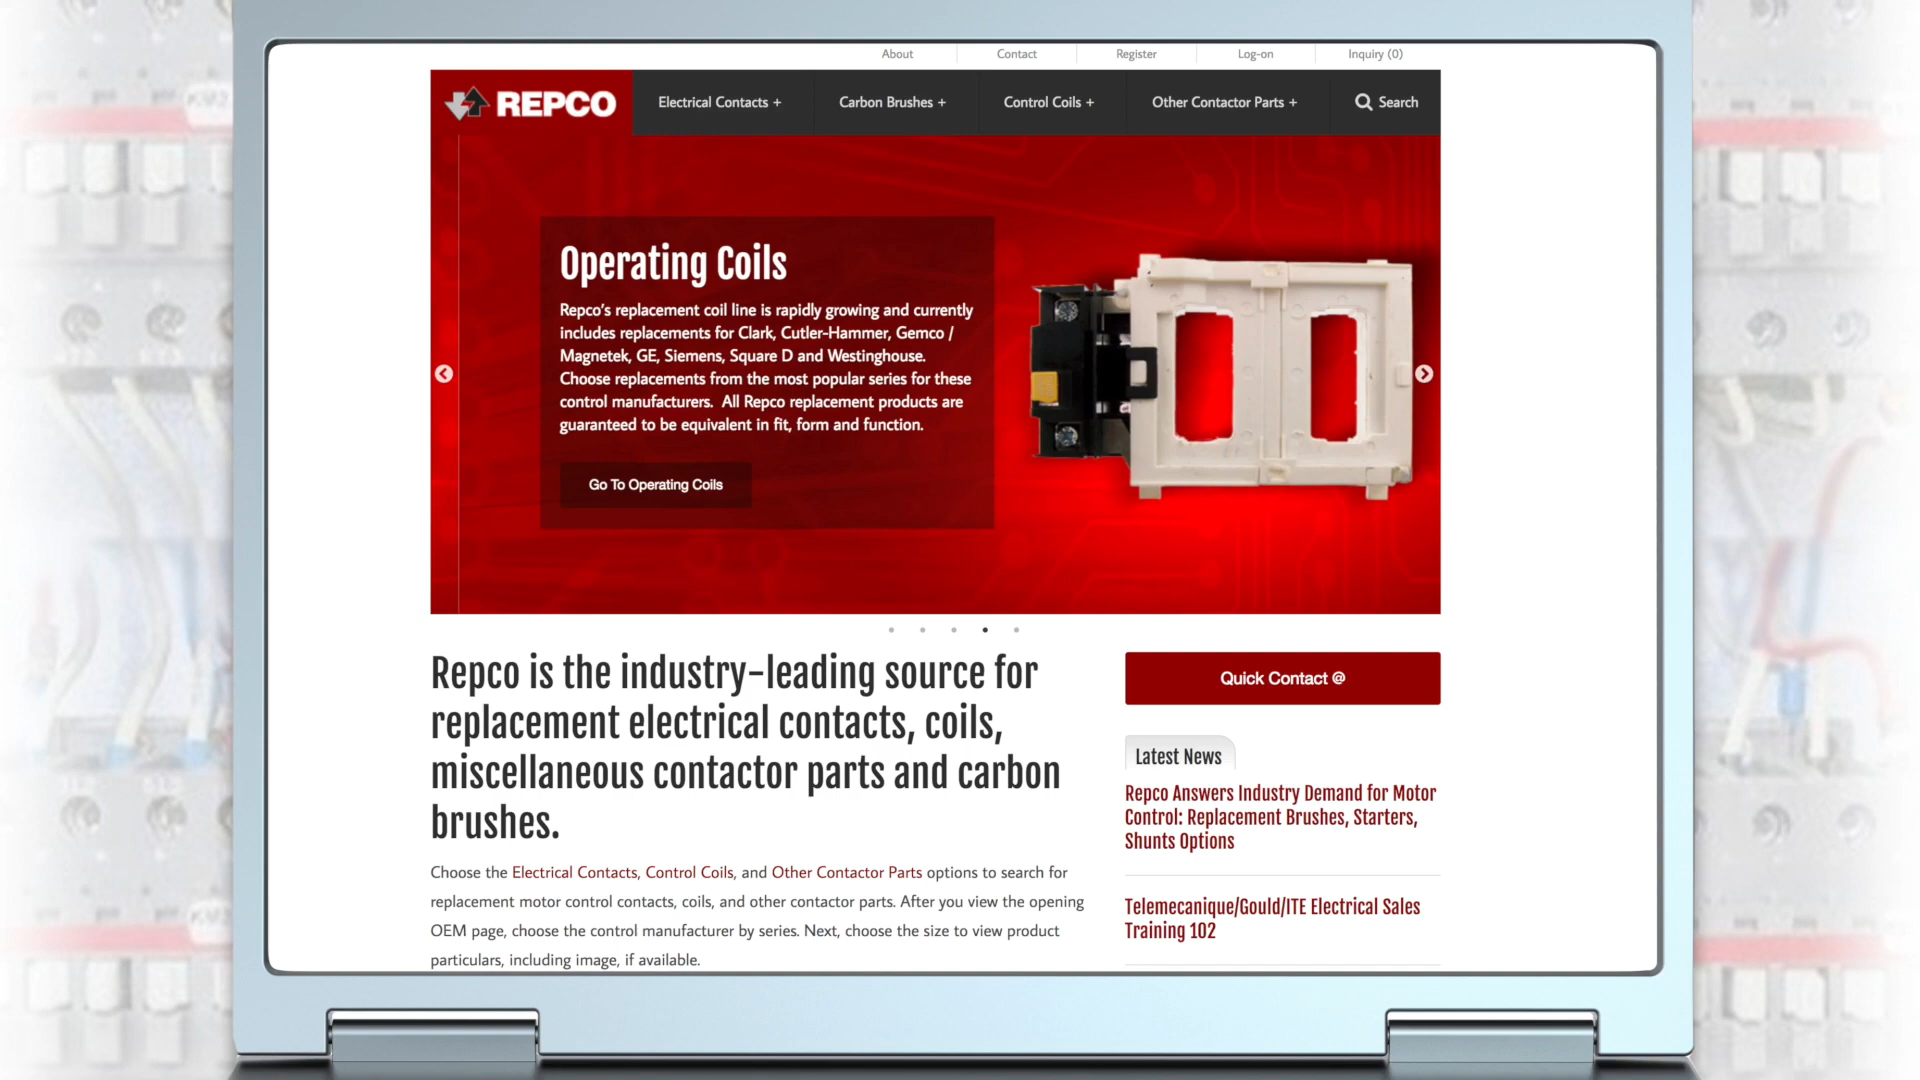 About
Contact
Register
Log-on
Inquiry (0)
REPCO
Electrical Contacts +
Carbon Brushes +
Control Coils +
Other Contactor Parts +
Search
Operating Coils
Repco's replacement coil line is rapidly growing and currently
includes replacements for Clark, Cutler-Hammer, Gemco /
Magnetek, GE, Siemens, Square D and Westinghouse.
Choose replacements from the most popular series for these
control manufacturers. All Repco replacement products are
guaranteed to be equivalent in fit, form and function.
Go To Operating Coils
Repco is the industry-leading source for
replacement electrical contacts, coils,
miscellaneous contactor parts and carbon
brushes.
Choose the Electrical Contacts, Control Coils, and Other Contactor Parts options to search for
replacement motor control contacts, coils, and other contactor parts. After you view the opening
OEM page, choose the control manufacturer by series. Next, choose the size to view product
particulars, including image, if available.
Quick Contact @
Latest News
Repco Answers Industry Demand for Motor
Control: Replacement Brushes, Starters,
Shunts Options
Telemecanique/Gould/ITE Electrical Sales
Training 102